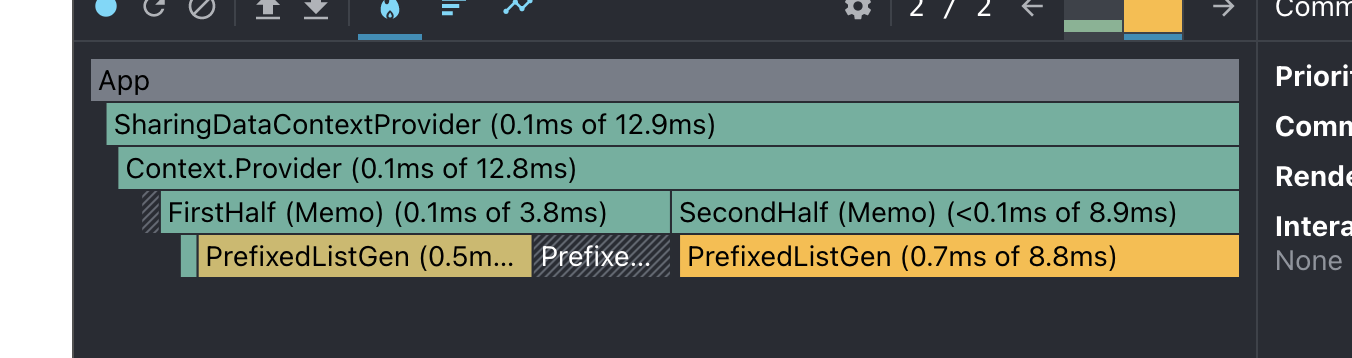 2 / 2
Comm
App
SharingDataContextProvider (0.1ms of 12.9ms)
Context.Provider (0.1ms of 12.8ms)
FirstHalf (Memo) (0.1ms of 3.8ms)
SecondHalf (Memo) (<0.1ms of 8.9ms)
PrefixedListGen (0.5m...
Prefixe...
PrefixedListGen (0.7ms of 8.8ms)
Priorit
Comm
Rende
Intera
None